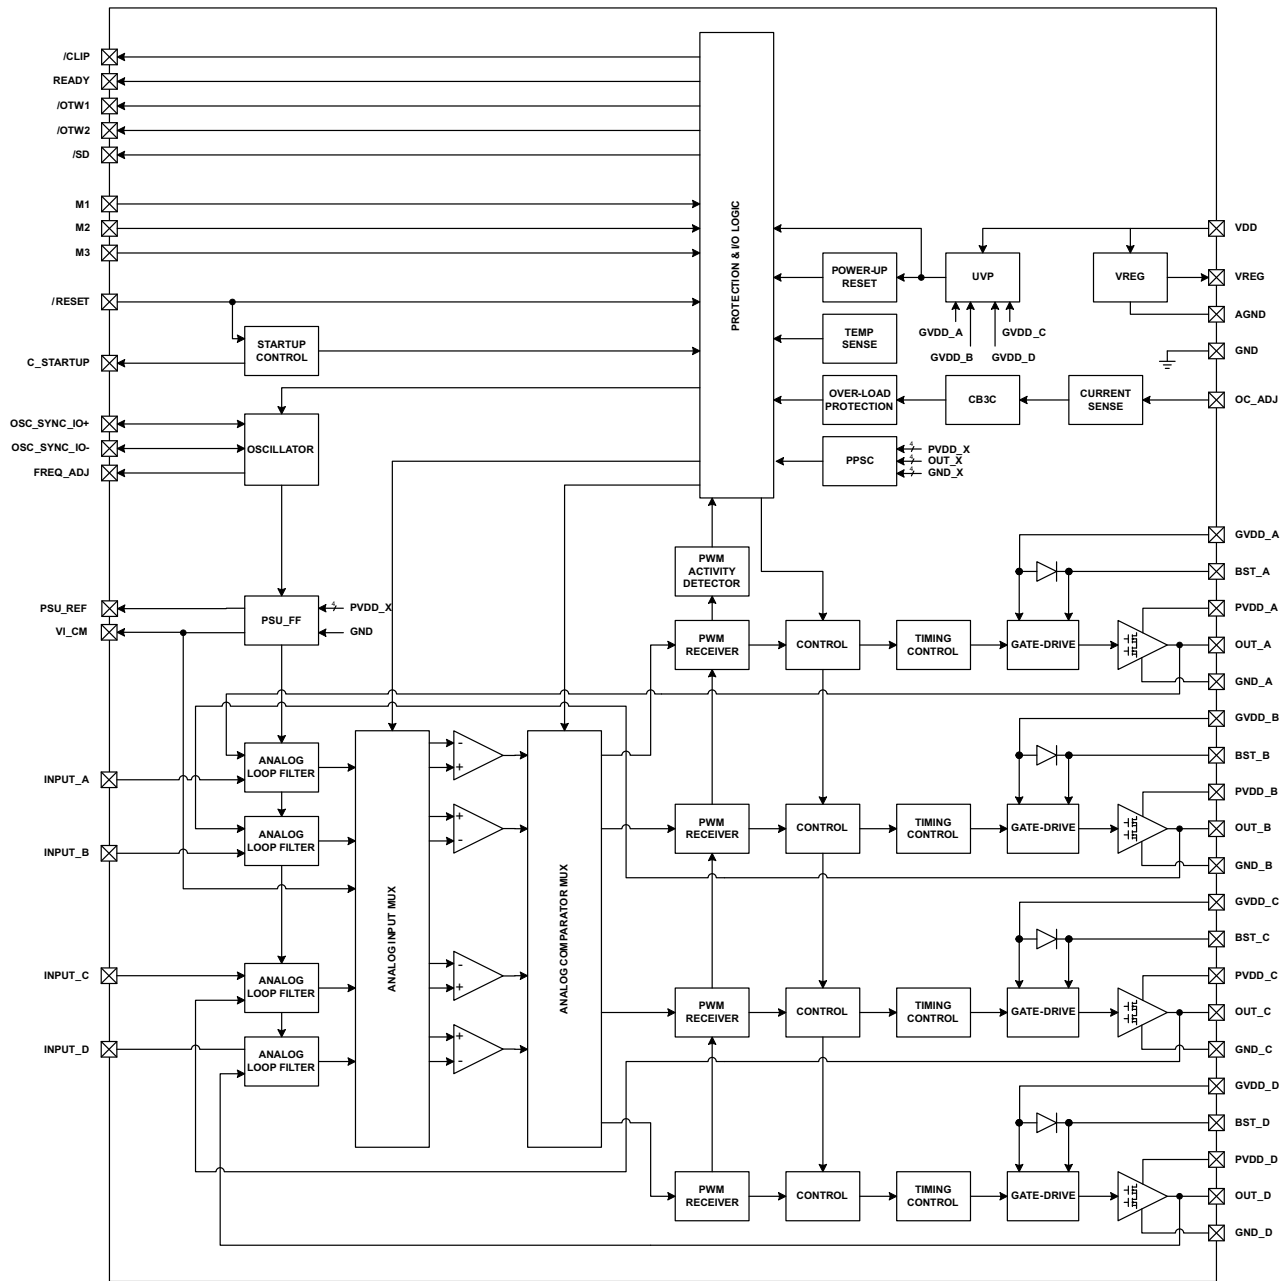 /CLIP
READY
/OTW1
/OTW2
/SD
M1
M2
M3
/RESET
C_STARTUP
OSC_SYNC_IO+
OSC_SYNC_IO-
FREQ_ADJ
PSU_REF
VI_CM
INPUT_A
INPUT_B
INPUT_C
INPUT_D
STARTUP
CONTROL
OSCILLATOR
PSU_FF
4
PVDD_X
GND
ANALOG
LOOP FILTER
ANALOG
LOOP FILTER
ANALOG
LOOP FILTER
ANALOG
LOOP FILTER
ANALOG INPUT MUX
-
+
+
-
-
+
+
-
ANALOG COMPARATOR MUX
PROTECTION & I/O LOGIC
POWER-UP
RESET
UVP
VREG
GVDD_A
GVDD_C
GVDD_B
GVDD_D
TEMP
SENSE
OVER-LOAD
PROTECTION
CB3C
CURRENT
SENSE
PPSC
4
PVDD_X
4
OUT_X
4
GND_X
PWM
ACTIVITY
DETECTOR
PWM
RECEIVER
CONTROL
TIMING
CONTROL
GATE-DRIVE
PWM
RECEIVER
CONTROL
TIMING
CONTROL
GATE-DRIVE
PWM
RECEIVER
CONTROL
TIMING
CONTROL
GATE-DRIVE
PWM
RECEIVER
CONTROL
TIMING
CONTROL
GATE-DRIVE
VDD
VREG
AGND
GND
OC_ADJ
GVDD_A
BST_A
PVDD_A
OUT_A
GND_A
GVDD_B
BST_B
PVDD_B
OUT_B
GND_B
GVDD_C
BST_C
PVDD_C
OUT_C
GND_C
GVDD_D
BST_D
PVDD_D
OUT_D
GND_D